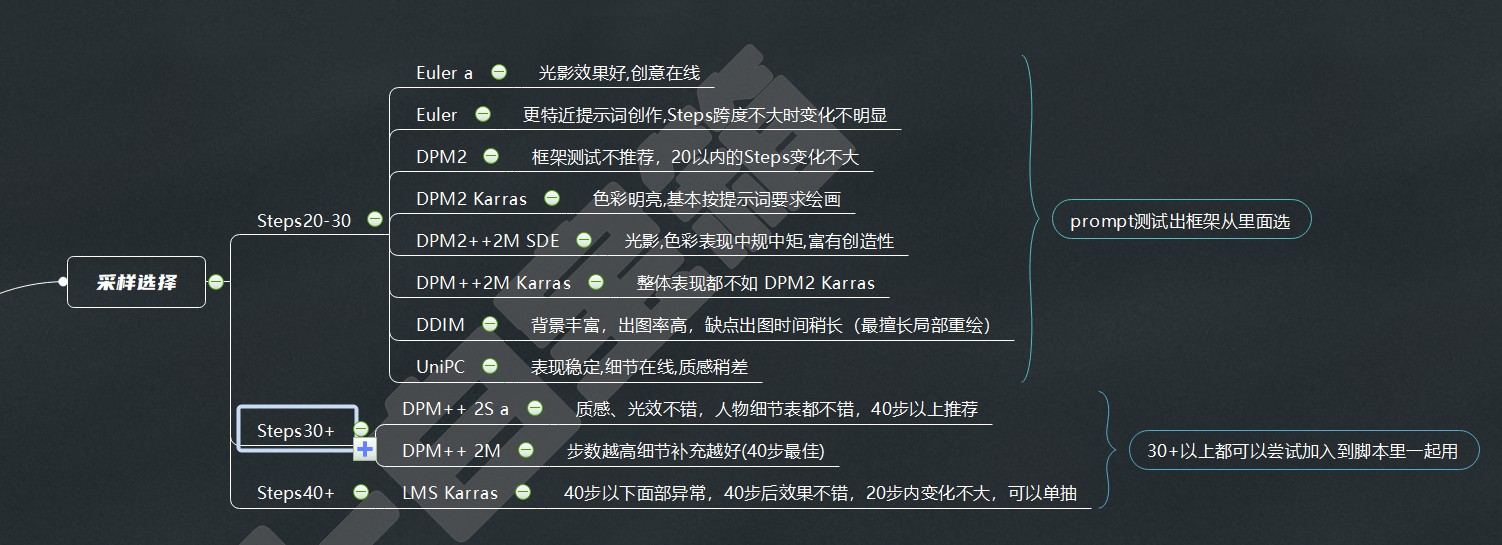 采样选择
Steps20-30
Euler a 光影效果好,创意在线
Euler 更特近提示词创作,Steps跨度不大时变化不明显
DPM2 框架测试不推荐，20以内的Steps变化不大
DPM2 Karras 色彩明亮,基本按提示词要求绘画
DPM2++2M SDE 光影,色彩表现中规中矩,富有创造性
DPM++2M Karras 整体表现都不如 DPM2 Karras
DDIM 背景丰富，出图率高，缺点出图时间稍长（最擅长局部重绘）
UniPC 表现稳定,细节在线,质感稍差
prompt测试出框架从里面选
Steps30+
DPM++ 2S a 质感、光效不错，人物细节表都不错，40步以上推荐
DPM++ 2M 步数越高细节补充越好(40步最佳)
Steps40+
LMS Karras 40步以下面部异常，40步后效果不错，20步内变化不大，可以单抽
30+以上都可以尝试加入到脚本里一起用